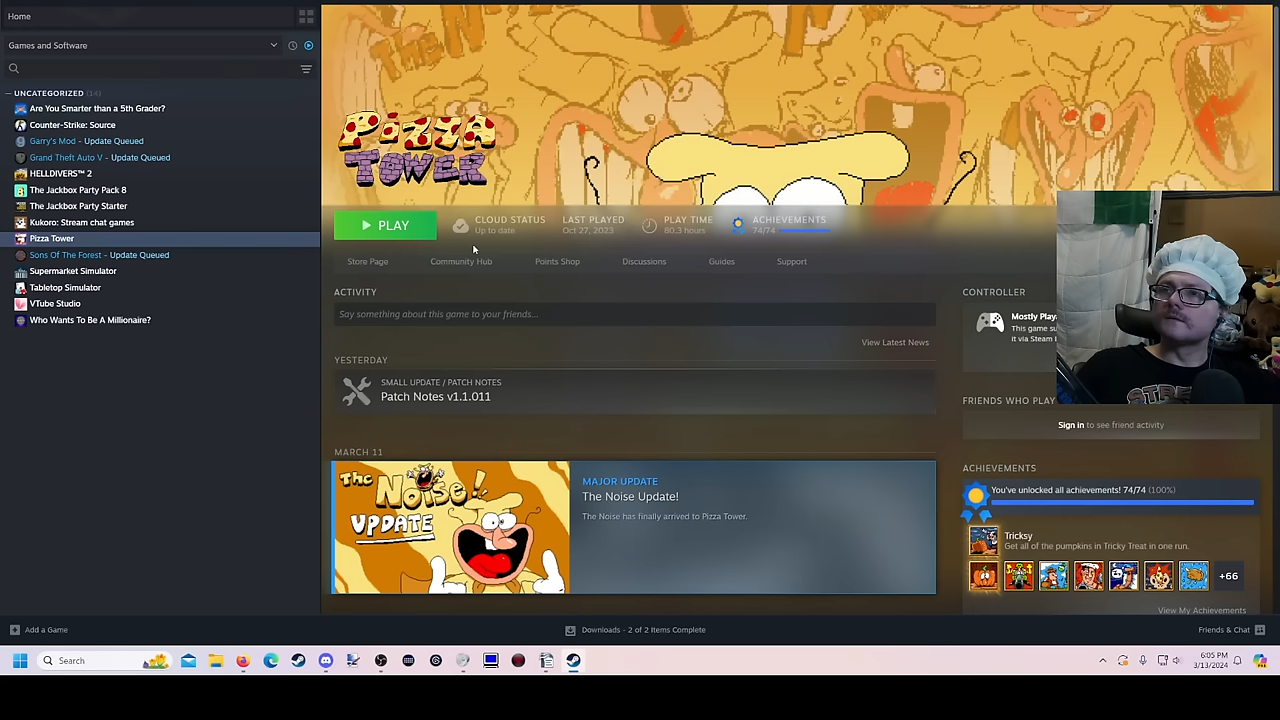 Home
Games and Software
UNCATEGORIZED (14)
Are You Smarter than a 5th Grader?
Counter-Strike: Source
Garry's Mod - Update Queued
Grand Theft Auto V - Update Queued
HELLDIVERS™ 2
The Jackbox Party Pack 8
The Jackbox Party Starter
Kukoro: Stream chat games
Pizza Tower
Sons Of The Forest - Update Queued
Supermarket Simulator
Tabletop Simulator
VTube Studio
Who Wants To Be A Millionaire?
PIZZA
TOWER
PLAY
CLOUD STATUS
Up to date
LAST PLAYED
Oct 27, 2023
PLAY TIME
80.3 hours
ACHIEVEMENTS
74/74
Store Page
Community Hub
Points Shop
Discussions
Guides
Support
ACTIVITY
Say something about this game to your friends...
View Latest News
YESTERDAY
SMALL UPDATE / PATCH NOTES
Patch Notes v1.1.011
MARCH 11
The
NOISE!
UPDATE
MAJOR UPDATE
The Noise Update!
The Noise has finally arrived to Pizza Tower.
CONTROLLER
Mostly Play
This game su
it via Steam I
FRIENDS WHO PLAY
Sign in to see friend activity
ACHIEVEMENTS
You've unlocked all achievements! 74/74 (100%)
Tricksy
Get all of the pumpkins in Tricky Treat in one run.
+66
View My Achievements
Add a Game
Downloads - 2 of 2 Items Complete
Friends & Chat
Search
6:05 PM
3/13/2024